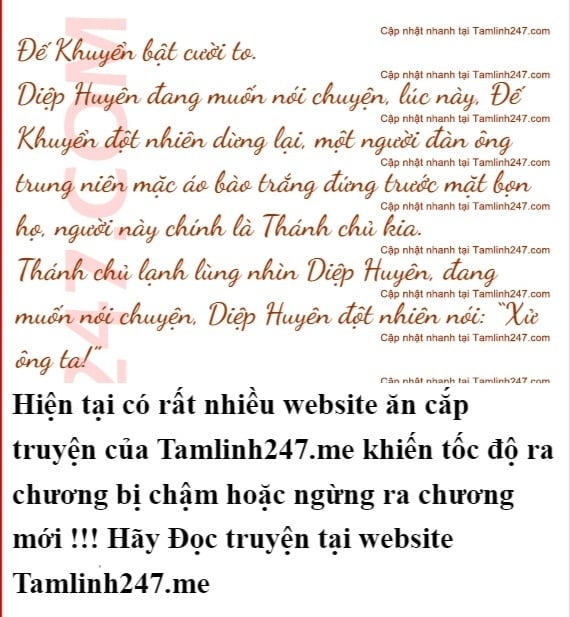 Cập nhật nhanh tại Tamlinh247.com
Đế Khuyển bật cười to.
Cập nhật nhanh tại Tamlinh247.com
Diệp Huyên đang muốn nói chuyện, lúc này, Đế
Cập nhật nhanh tại Tamlinh247.com
Khuyển đột nhiên dừng lại, một người đàn ông
Cập nhật nhanh tại Tamlinh247.com
trung niên mặc áo bào trắng đứng trước mặt bọn
Cập nhật nhanh tại Tamlinh247.com
họ, người này chính là Thánh chủ kia.
Cập nhật nhanh tại Tamlinh247.com
Thánh chủ lạnh lùng nhìn Diệp Huyên, đang
Cập nhật nhanh tại Tamlinh247.com
muốn nói chuyện, Diệp Huyên đột nhiên nói: “Xử
Cập nhật nhanh tại Tamlinh247.com
ông ta!”
Cập nhật nhanh tại Tamlinh247.com
247.COM
Hiện tại có rất nhiều website ăn cắp
truyện của Tamlinh247.me khiến tốc độ ra
chương bị chậm hoặc ngừng ra chương
mới !!! Hãy Đọc truyện tại website
Tamlinh247.me